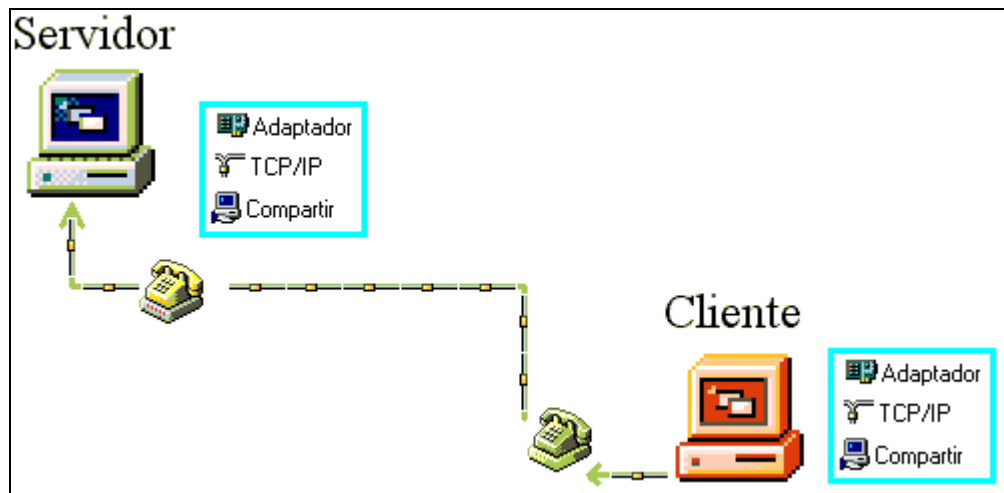 Servidor
Adaptador
TCP/IP
Compartir
Cliente
Adaptador
TCP/IP
Compartir